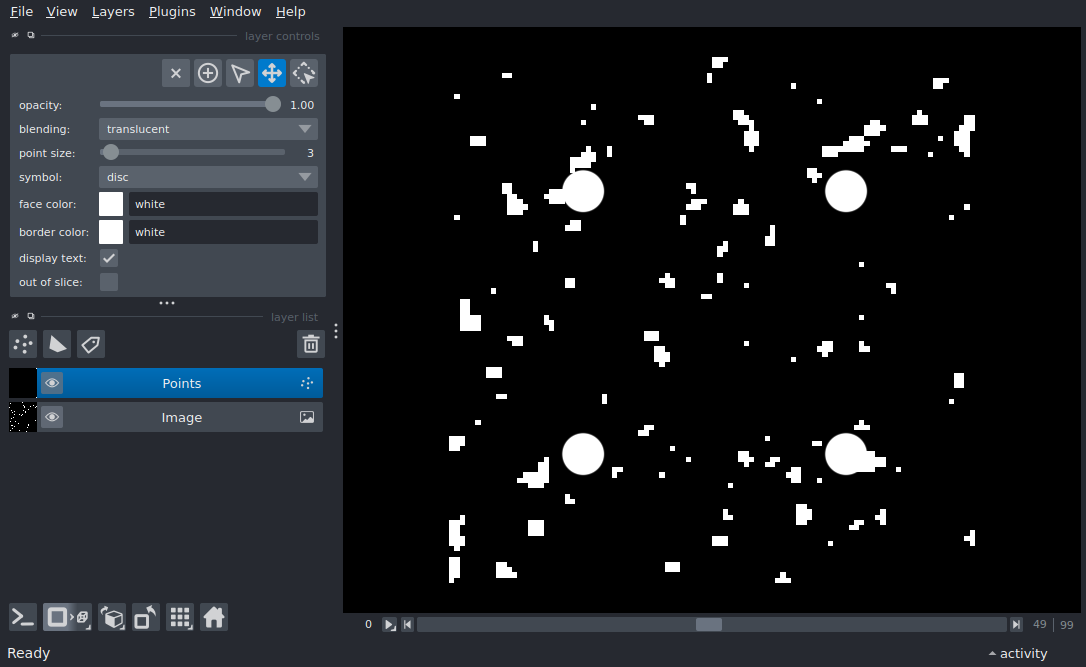 File View Layers Plugins Window Help
layer controls
opacity: 1.00
blending: translucent
point size: 3
symbol: disc
face color: white
border color: white
display text:
out of slice:
layer list
Points
Image
0 49 99
Ready activity